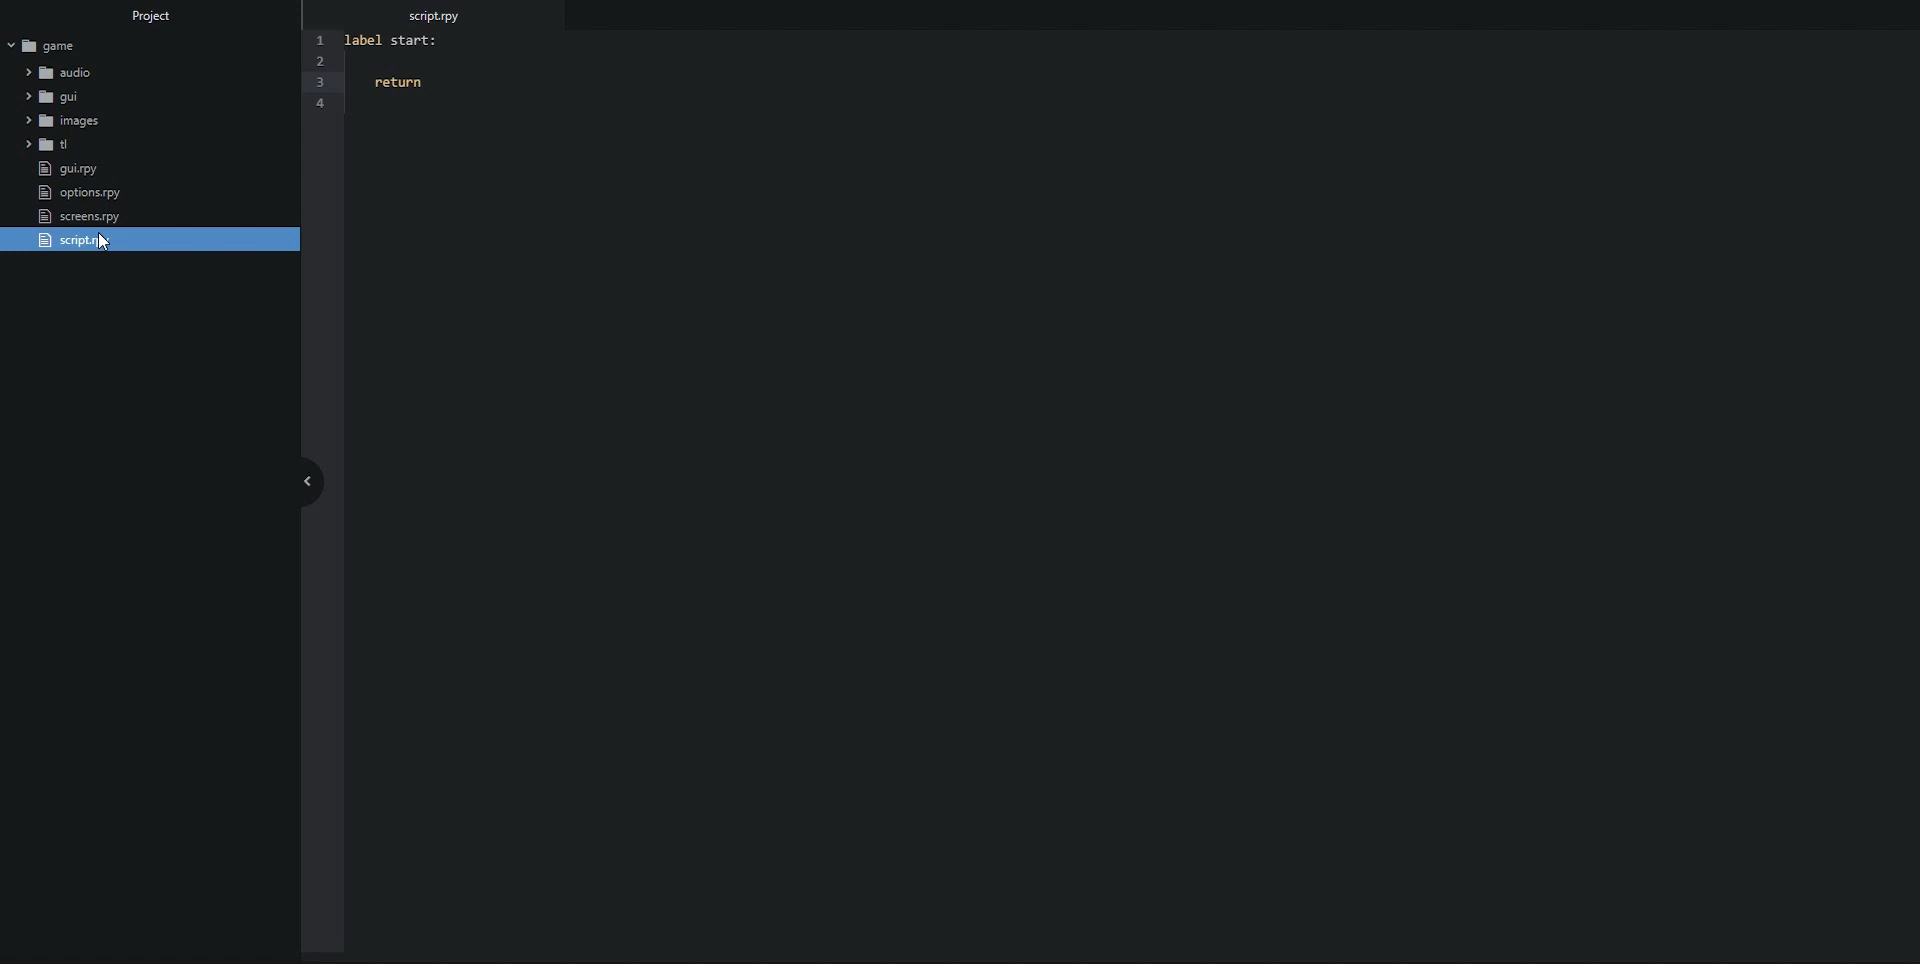 Project
game
audio
gui
images
tl
gui.rpy
options.rpy
screens.rpy
script.rpy
1 label start:
2
3     return
4